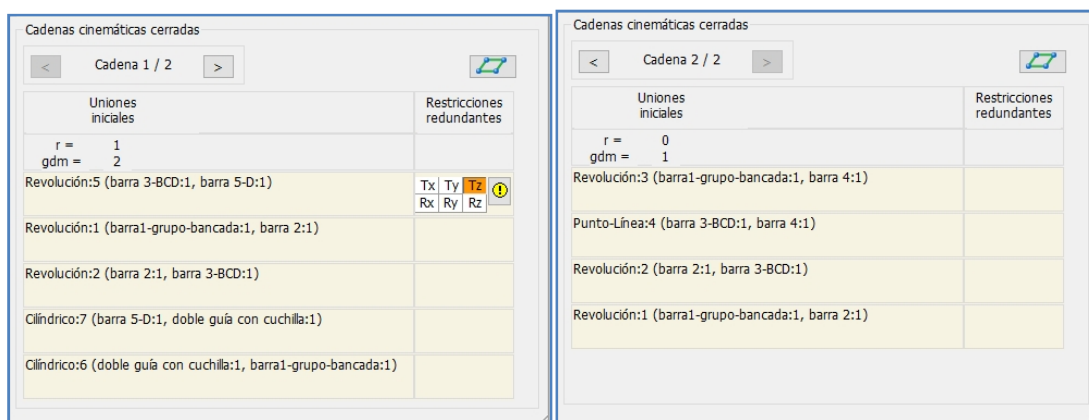 Cadenas cinemáticas cerradas
<
Cadena 1 / 2
>
Uniones
iniciales
Restricciones
redundantes
r = 1
gdm = 2
Revolución:5 (barra 3-BCD:1, barra 5-D:1)
Tx Ty Tz
Rx Ry Rz
Revolución:1 (barra1-grupo-bancada:1, barra 2:1)
Revolución:2 (barra 2:1, barra 3-BCD:1)
Cilíndrico:7 (barra 5-D:1, doble guía con cuchilla:1)
Cilíndrico:6 (doble guía con cuchilla:1, barra1-grupo-bancada:1)
Cadenas cinemáticas cerradas
<
Cadena 2 / 2
>
Uniones
iniciales
Restricciones
redundantes
r = 0
gdm = 1
Revolución:3 (barra1-grupo-bancada:1, barra 4:1)
Punto-Línea:4 (barra 3-BCD:1, barra 4:1)
Revolución:2 (barra 2:1, barra 3-BCD:1)
Revolución:1 (barra1-grupo-bancada:1, barra 2:1)